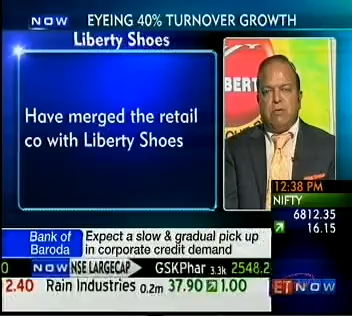 NOW EYEING 40% TURNOVER GROWTH
Liberty Shoes
Have merged the retail
co with Liberty Shoes
BERT
12:38 PM
NIFTY
6812.35
16.15
Bank of
Baroda
Expect a slow & gradual pick up
in corporate credit demand
0 NOW NSE LARGECAP GSKPhar 3.3k 2548.2
2.40 Rain Industries 0.2m 37.90 1.00
ET NOW